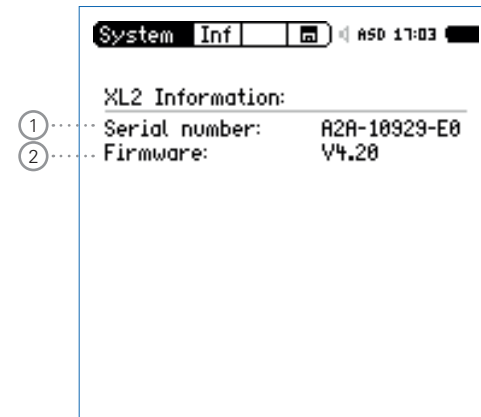 System Inf ASD 17:03
XL2 Information:
1 Serial number: A2A-10929-E0
2 Firmware: V4.20